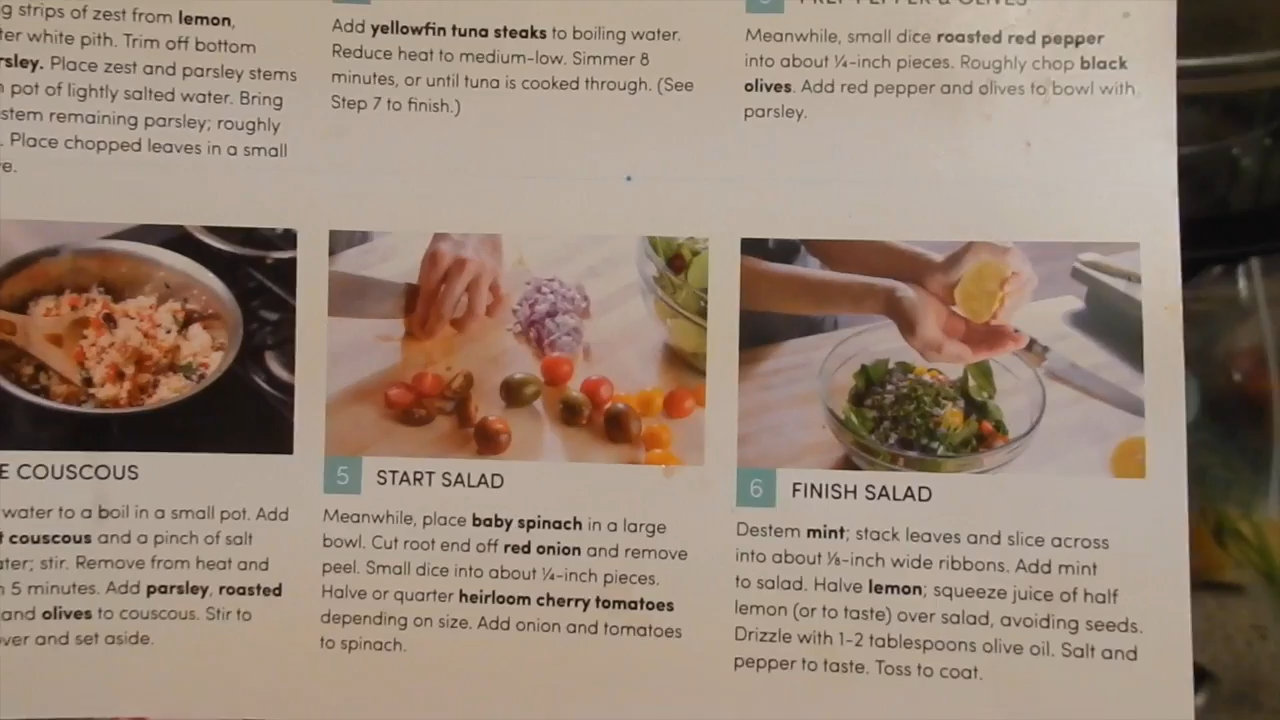 g strips of zest from lemon,
ter white pith. Trim off bottom
rsley. Place zest and parsley stems
pot of lightly salted water. Bring
stem remaining parsley; roughly
. Place chopped leaves in a small
e.
Add yellowfin tuna steaks to boiling water.
Reduce heat to medium-low. Simmer 8
minutes, or until tuna is cooked through. (See
Step 7 to finish.)
PREP PEPPER & OLIVES
Meanwhile, small dice roasted red pepper
into about ¼-inch pieces. Roughly chop black
olives. Add red pepper and olives to bowl with
parsley.
E COUSCOUS
water to a boil in a small pot. Add
t couscous and a pinch of salt
ater; stir. Remove from heat and
n 5 minutes. Add parsley, roasted
and olives to couscous. Stir to
ver and set aside.
5 START SALAD
Meanwhile, place baby spinach in a large
bowl. Cut root end off red onion and remove
peel. Small dice into about ¼-inch pieces.
Halve or quarter heirloom cherry tomatoes
depending on size. Add onion and tomatoes
to spinach.
6 FINISH SALAD
Destem mint; stack leaves and slice across
into about ⅛-inch wide ribbons. Add mint
to salad. Halve lemon; squeeze juice of half
lemon (or to taste) over salad, avoiding seeds.
Drizzle with 1-2 tablespoons olive oil. Salt and
pepper to taste. Toss to coat.